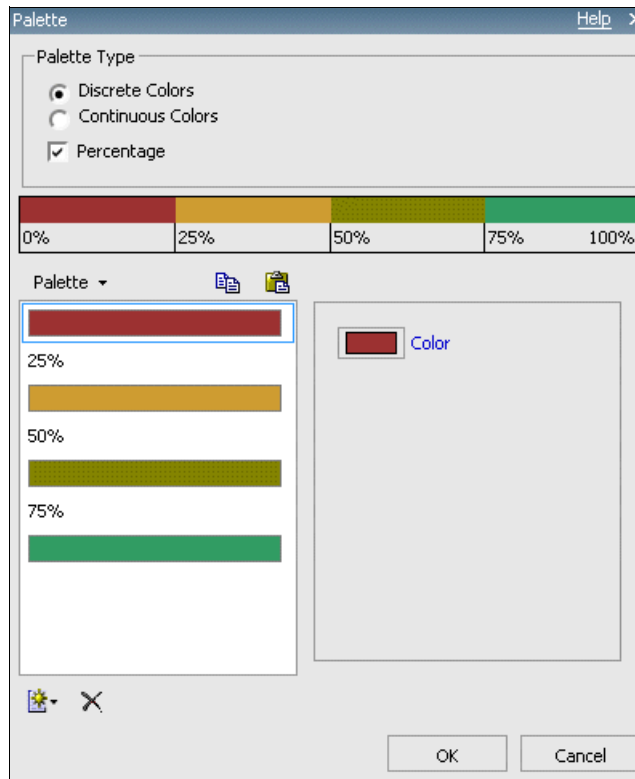 Palette Help
Palette Type
Discrete Colors
Continuous Colors
Percentage
0% 25% 50% 75% 100%
Palette
25%
50%
75%
Color
OK Cancel